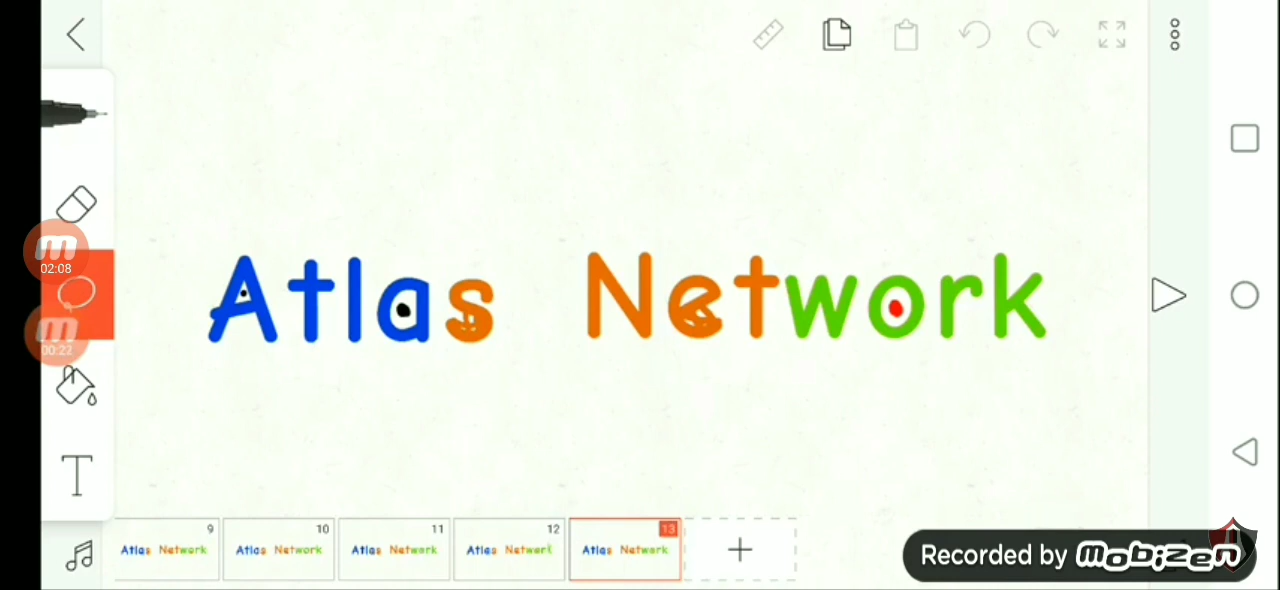 02:08
00:22
Atlas Network
T
9
Atlas Network
10
Atlas Network
11
Atlas Network
12
Atlas Network
13
Atlas Network
Recorded by mobizen